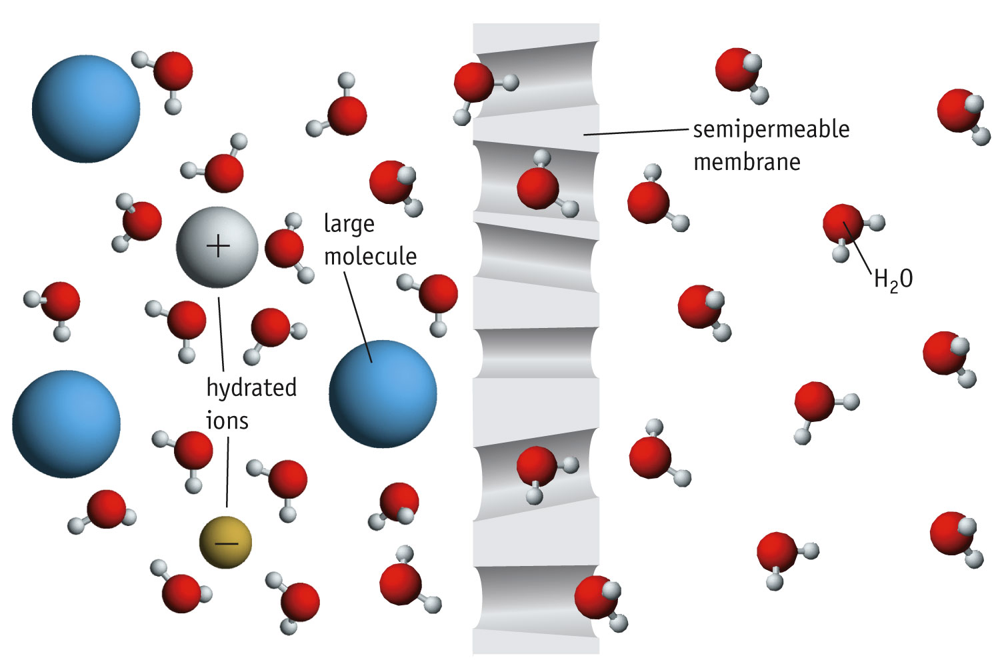 semipermeable
membrane
large
molecule
H₂O
+
hydrated
ions
−